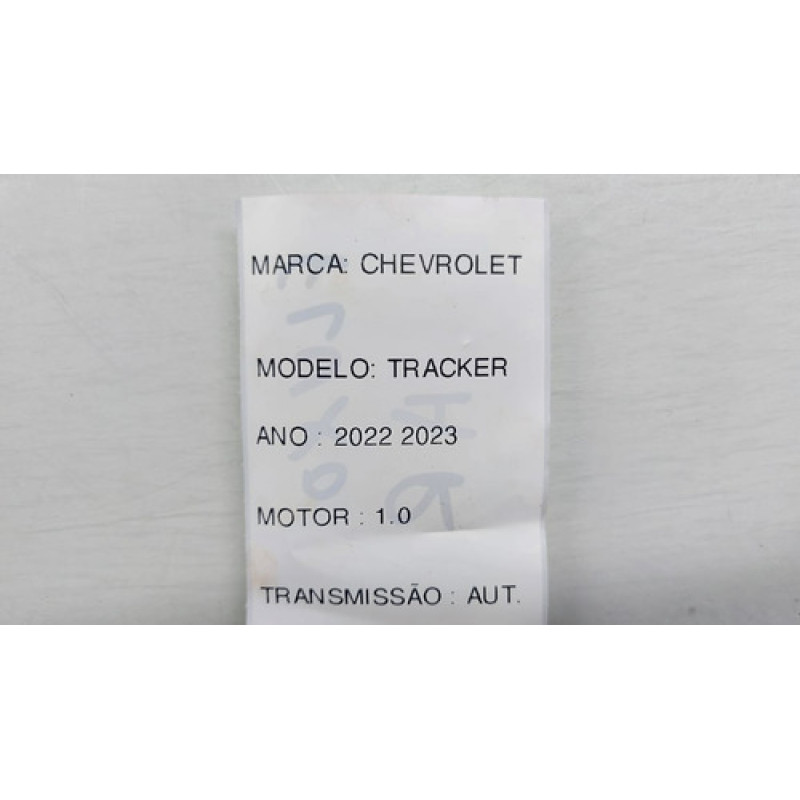 MARCA: CHEVROLET
MODELO: TRACKER
ANO : 2022 2023
MOTOR : 1.0
TRANSMISSÃO : AUT.